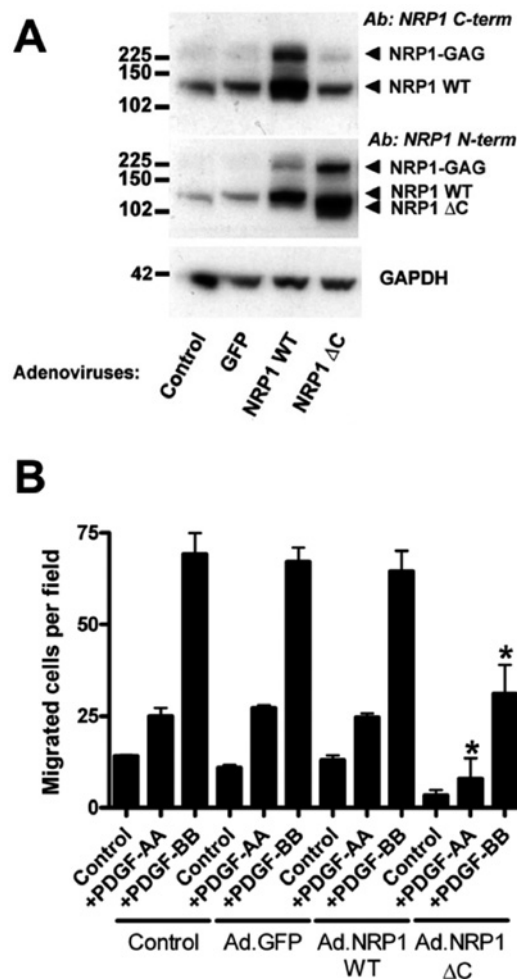 A
Ab: NRP1 C-term
225
150
102
NRP1-GAG
NRP1 WT
Ab: NRP1 N-term
225
150
102
NRP1-GAG
NRP1 WT
NRP1 ΔC
42
GAPDH
Adenoviruses:
Control
GFP
NRP1 WT
NRP1 ΔC
B
Migrated cells per field
75
50
25
0
*
*
Control
+PDGF-AA
+PDGF-BB
Control
+PDGF-AA
+PDGF-BB
Control
+PDGF-AA
+PDGF-BB
Control
+PDGF-AA
+PDGF-BB
Control
Ad.GFP
Ad.NRP1
WT
Ad.NRP1
ΔC